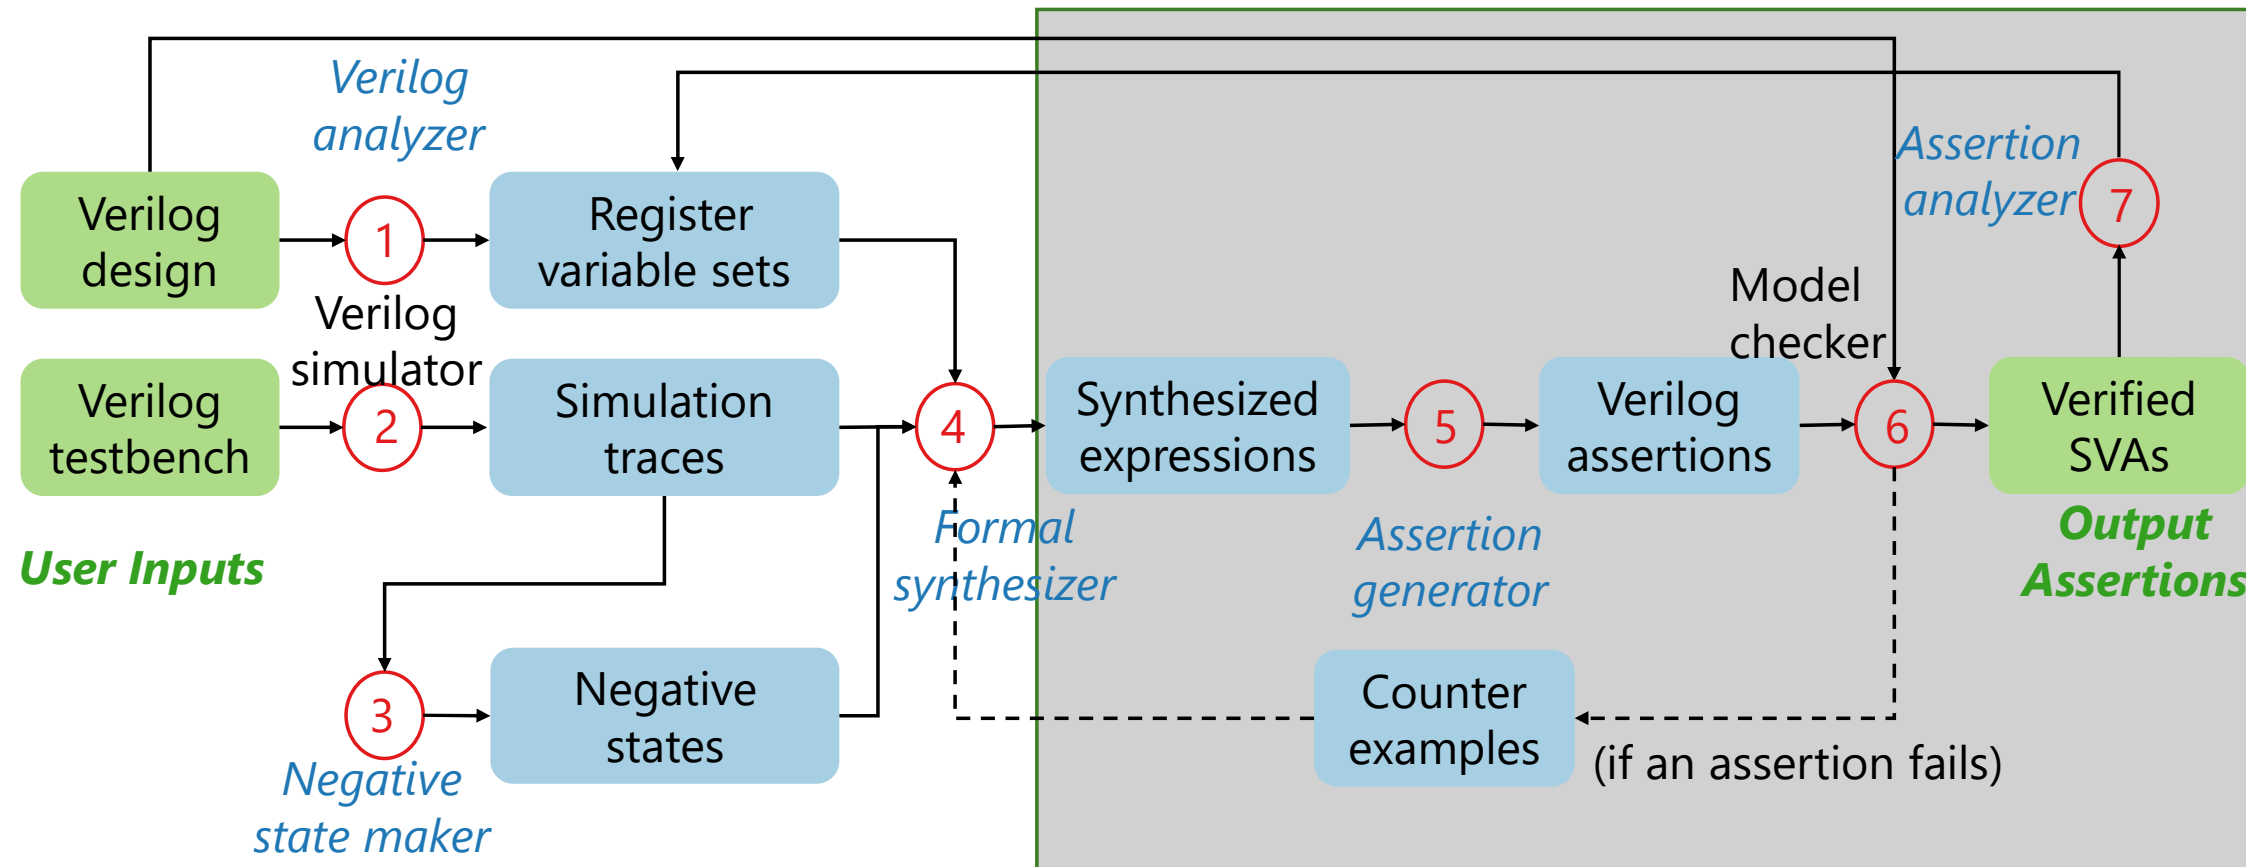 Verilog
analyzer
Assertion
analyzer
7
Verilog
design
1
Register
variable sets
Verilog
simulator
Model
checker
Verilog
testbench
2
Simulation
traces
4
Synthesized
expressions
5
Verilog
assertions
6
Verified
SVAs
User Inputs
Formal
synthesizer
Assertion
generator
Output
Assertions
3
Negative
states
Counter
examples
(if an assertion fails)
Negative
state maker